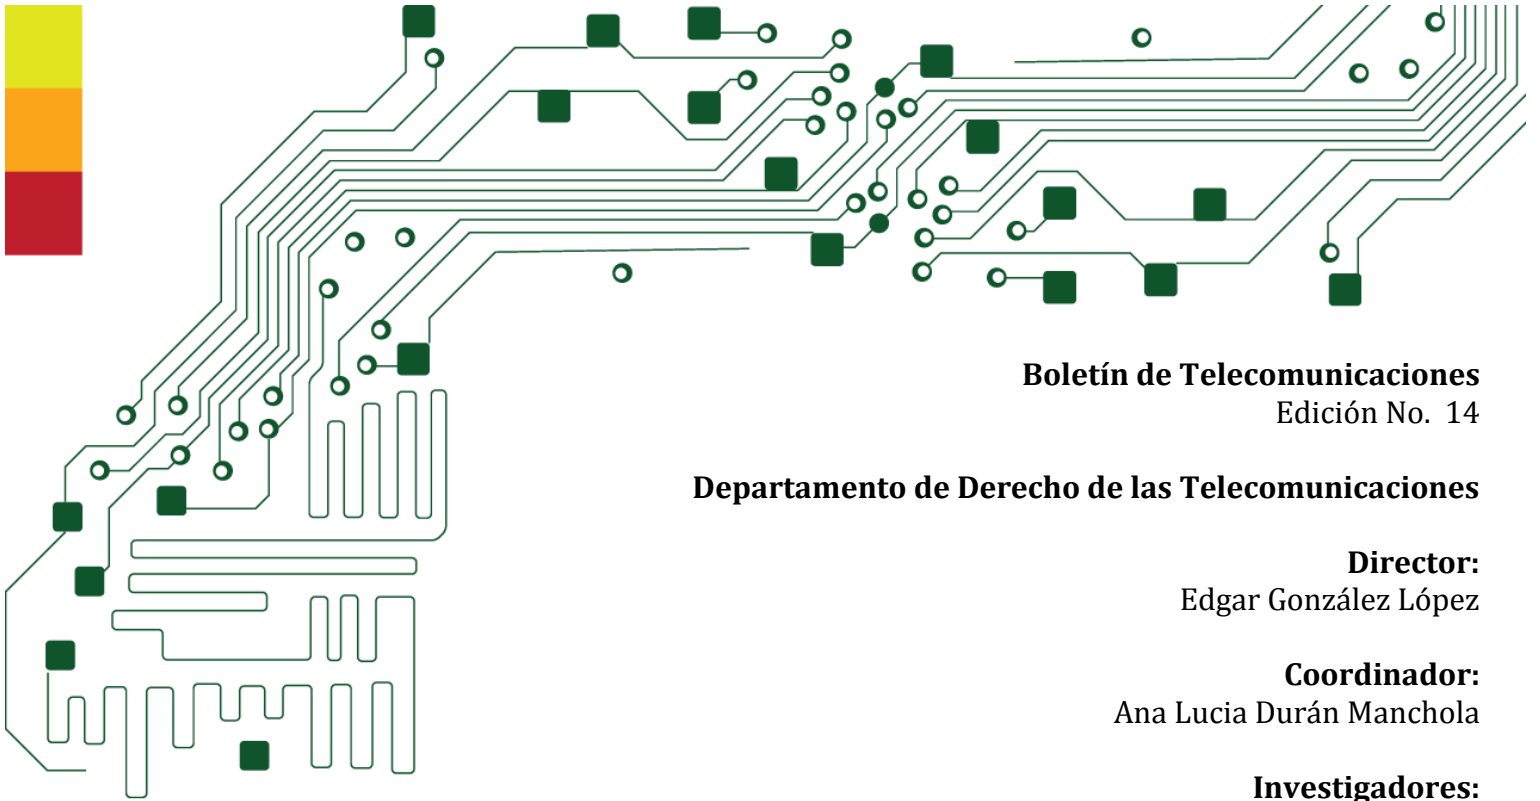 Boletín de Telecomunicaciones
Edición No. 14
Departamento de Derecho de las Telecomunicaciones
Director:
Edgar González López
Coordinador:
Ana Lucia Durán Manchola
Investigadores: